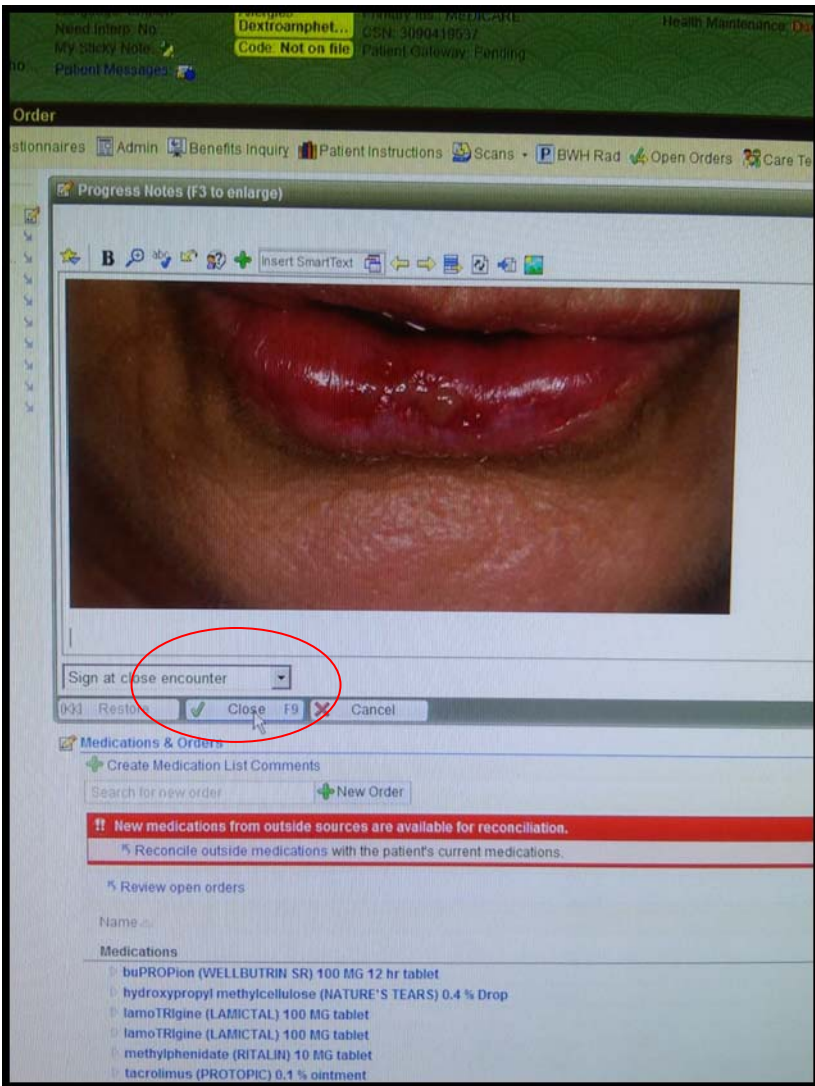 Allergies:
Primary Ins.: MEDICARE
Need Interp: No
Dextroamphet...
CSN: 3090419537
Health Maintenance:
My Sticky Note:
Code: Not on file
Patient Gateway: Pending
Patient Messages:
Order
stionnaires Admin Benefits Inquiry Patient Instructions Scans P BWH Rad Open Orders Care Te
Progress Notes (F3 to enlarge)
B abc Insert SmartText
Sign at close encounter
Restore Close F9 Cancel
Medications & Orders
Create Medication List Comments
Search for new order New Order
!! New medications from outside sources are available for reconciliation.
Reconcile outside medications with the patient's current medications.
Review open orders
Name
Medications
buPROPion (WELLBUTRIN SR) 100 MG 12 hr tablet
hydroxypropyl methylcellulose (NATURE'S TEARS) 0.4 % Drop
lamoTRIgine (LAMICTAL) 100 MG tablet
lamoTRIgine (LAMICTAL) 100 MG tablet
methylphenidate (RITALIN) 10 MG tablet
tacrolimus (PROTOPIC) 0.1 % ointment